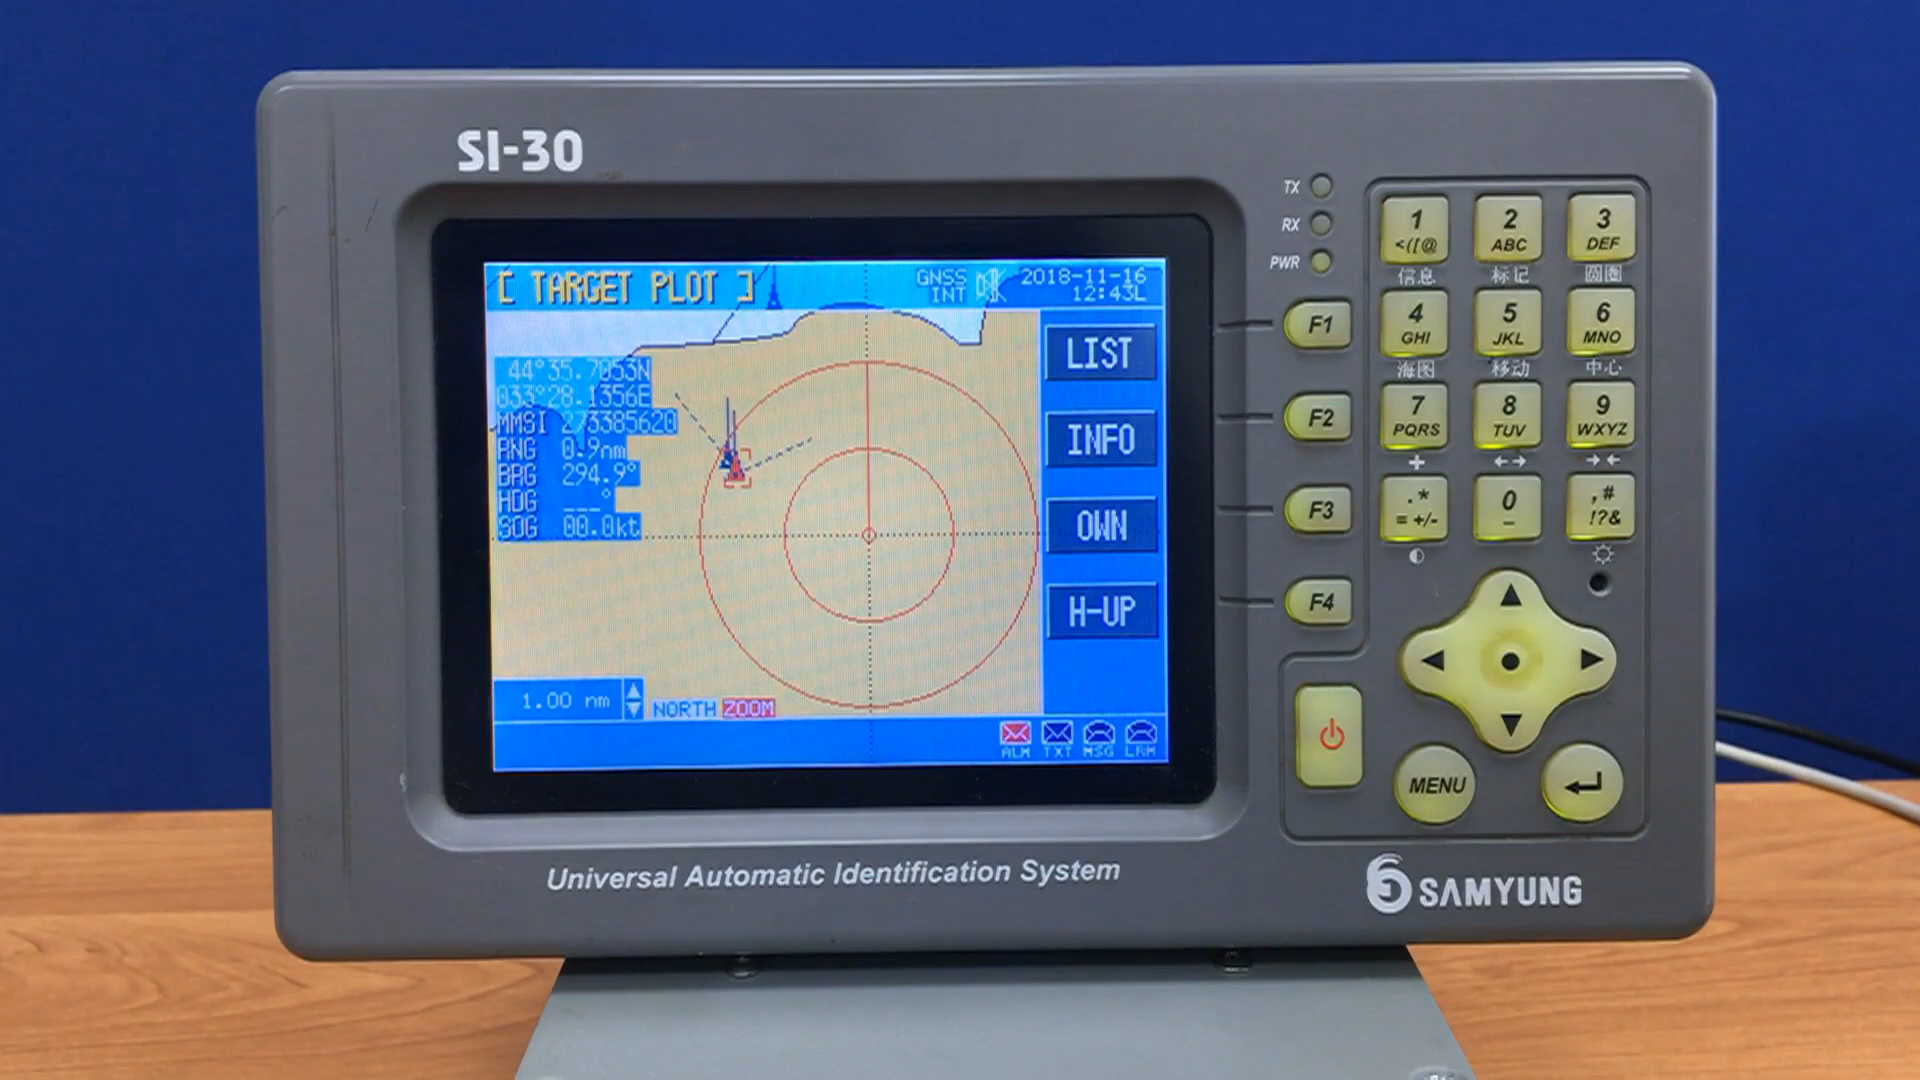 SI-30
[ TARGET PLOT ]
GNSS
INT
2018-11-16
12:43L
44°35.7053N
033°28.1356E
MMSI 273385620
RNG 0.9nm
BRG 294.9°
HDG ___°
SOG 00.0kt
LIST
INFO
OWN
H-UP
1.00 nm
NORTH ZOOM
ALM TXT MSG LRM
TX
RX
PWR
F1
F2
F3
F4
1 2 3
<([@ ABC DEF
信息 标记 圆圈
4 5 6
GHI JKL MNO
海图 移动 中心
7 8 9
PQRS TUV WXYZ
.* 0 ,#
= +/- _ !?&
MENU
Universal Automatic Identification System
SAMYUNG